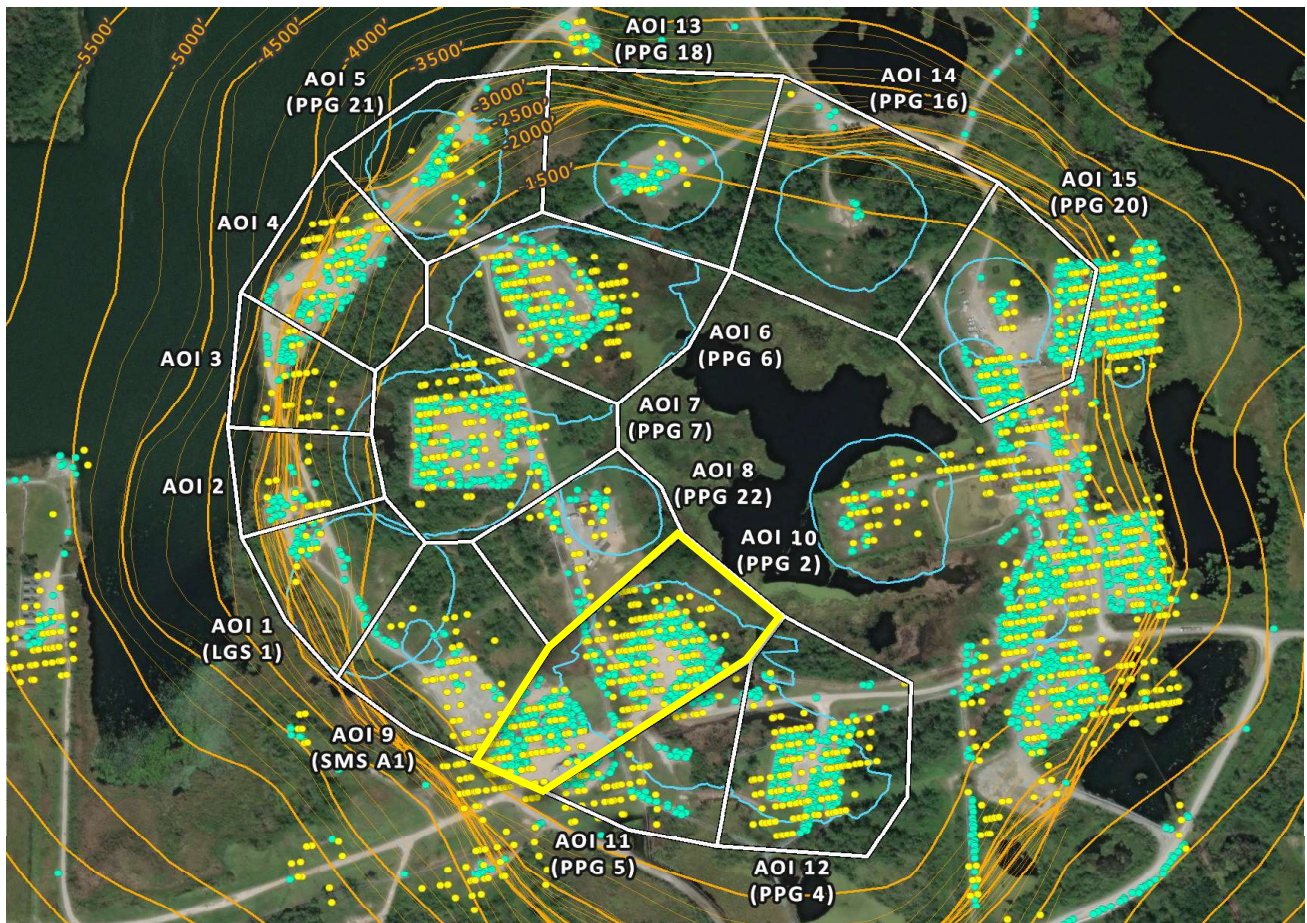 -5500'
-5000'
-4500'
-4000'
-3500'
-3000'
-2500'
-2000'
-1500'
AOI 13
(PPG 18)
AOI 5
(PPG 21)
AOI 14
(PPG 16)
AOI 15
(PPG 20)
AOI 4
AOI 6
(PPG 6)
AOI 3
AOI 7
(PPG 7)
AOI 8
(PPG 22)
AOI 2
AOI 10
(PPG 2)
AOI 1
(LGS 1)
AOI 9
(SMS A1)
AOI 11
(PPG 5)
AOI 12
(PPG 4)